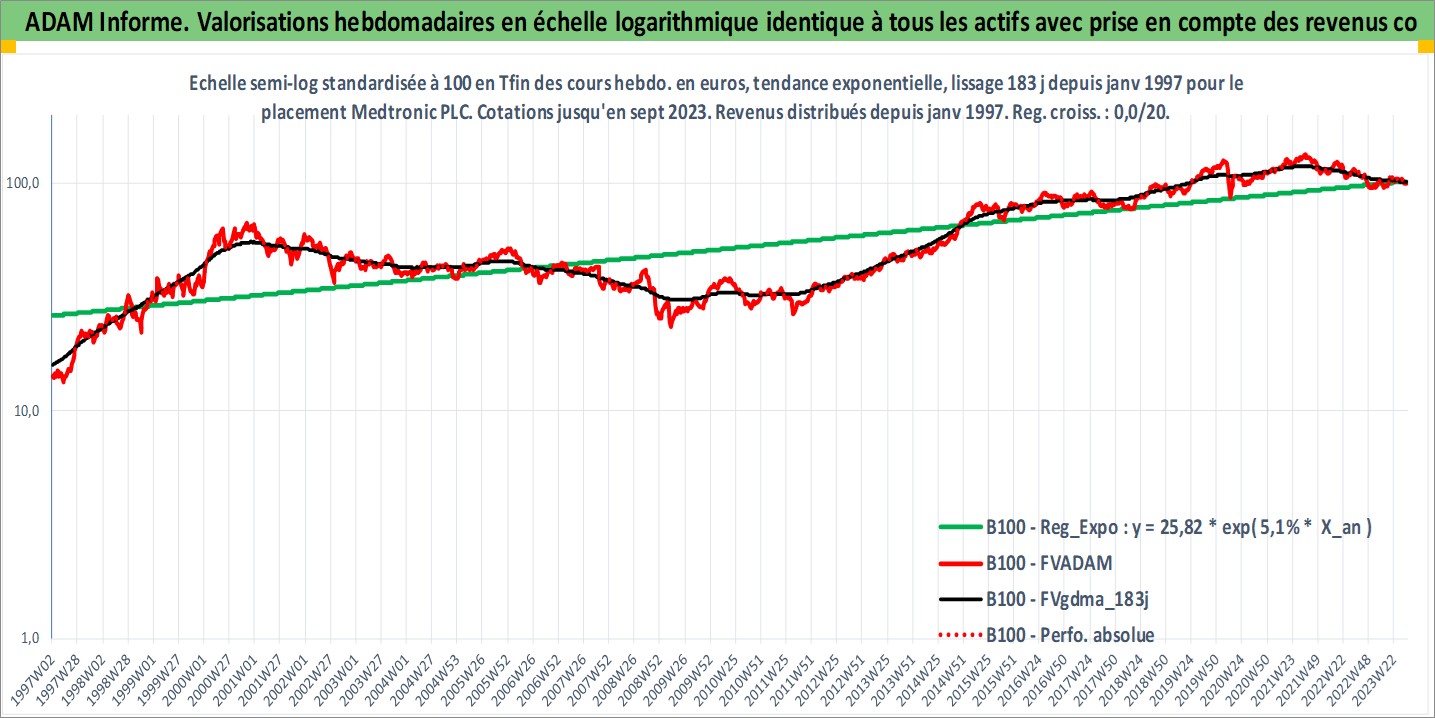 ADAM Informe. Valorisations hebdomadaires en échelle logarithmique identique à tous les actifs avec prise en compte des revenus co
Echelle semi-log standardisée à 100 en Tfin des cours hebdo. en euros, tendance exponentielle, lissage 183 j depuis janv 1997 pour le
placement Medtronic PLC. Cotations jusqu'en sept 2023. Revenus distribués depuis janv 1997. Reg. croiss. : 0,0/20.
100,0
10,0
1,0
B100 - Reg_Expo : y = 25,82 * exp( 5,1% * X_an )
B100 - FVADAM
B100 - FVgdma_183j
B100 - Perfo. absolue
1997W02
1997W28
1998W02
1998W28
1999W01
1999W27
2000W01
2000W27
2001W01
2001W27
2002W01
2002W27
2003W01
2003W27
2004W01
2004W27
2004W53
2005W26
2005W52
2006W26
2006W52
2007W26
2007W52
2008W26
2008W52
2009W26
2009W52
2010W25
2010W51
2011W25
2011W51
2012W25
2012W51
2013W25
2013W51
2014W25
2014W51
2015W25
2015W51
2016W24
2016W50
2017W24
2017W50
2018W24
2018W50
2019W24
2019W50
2020W24
2020W50
2021W23
2021W49
2022W22
2022W48
2023W22